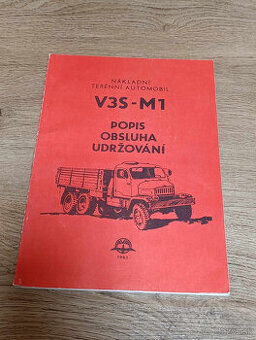 NÁKLADNÍ
TERÉNNÍ AUTOMOBIL
V3S-M1
POPIS
OBSLUHA
UDRŽOVÁNÍ